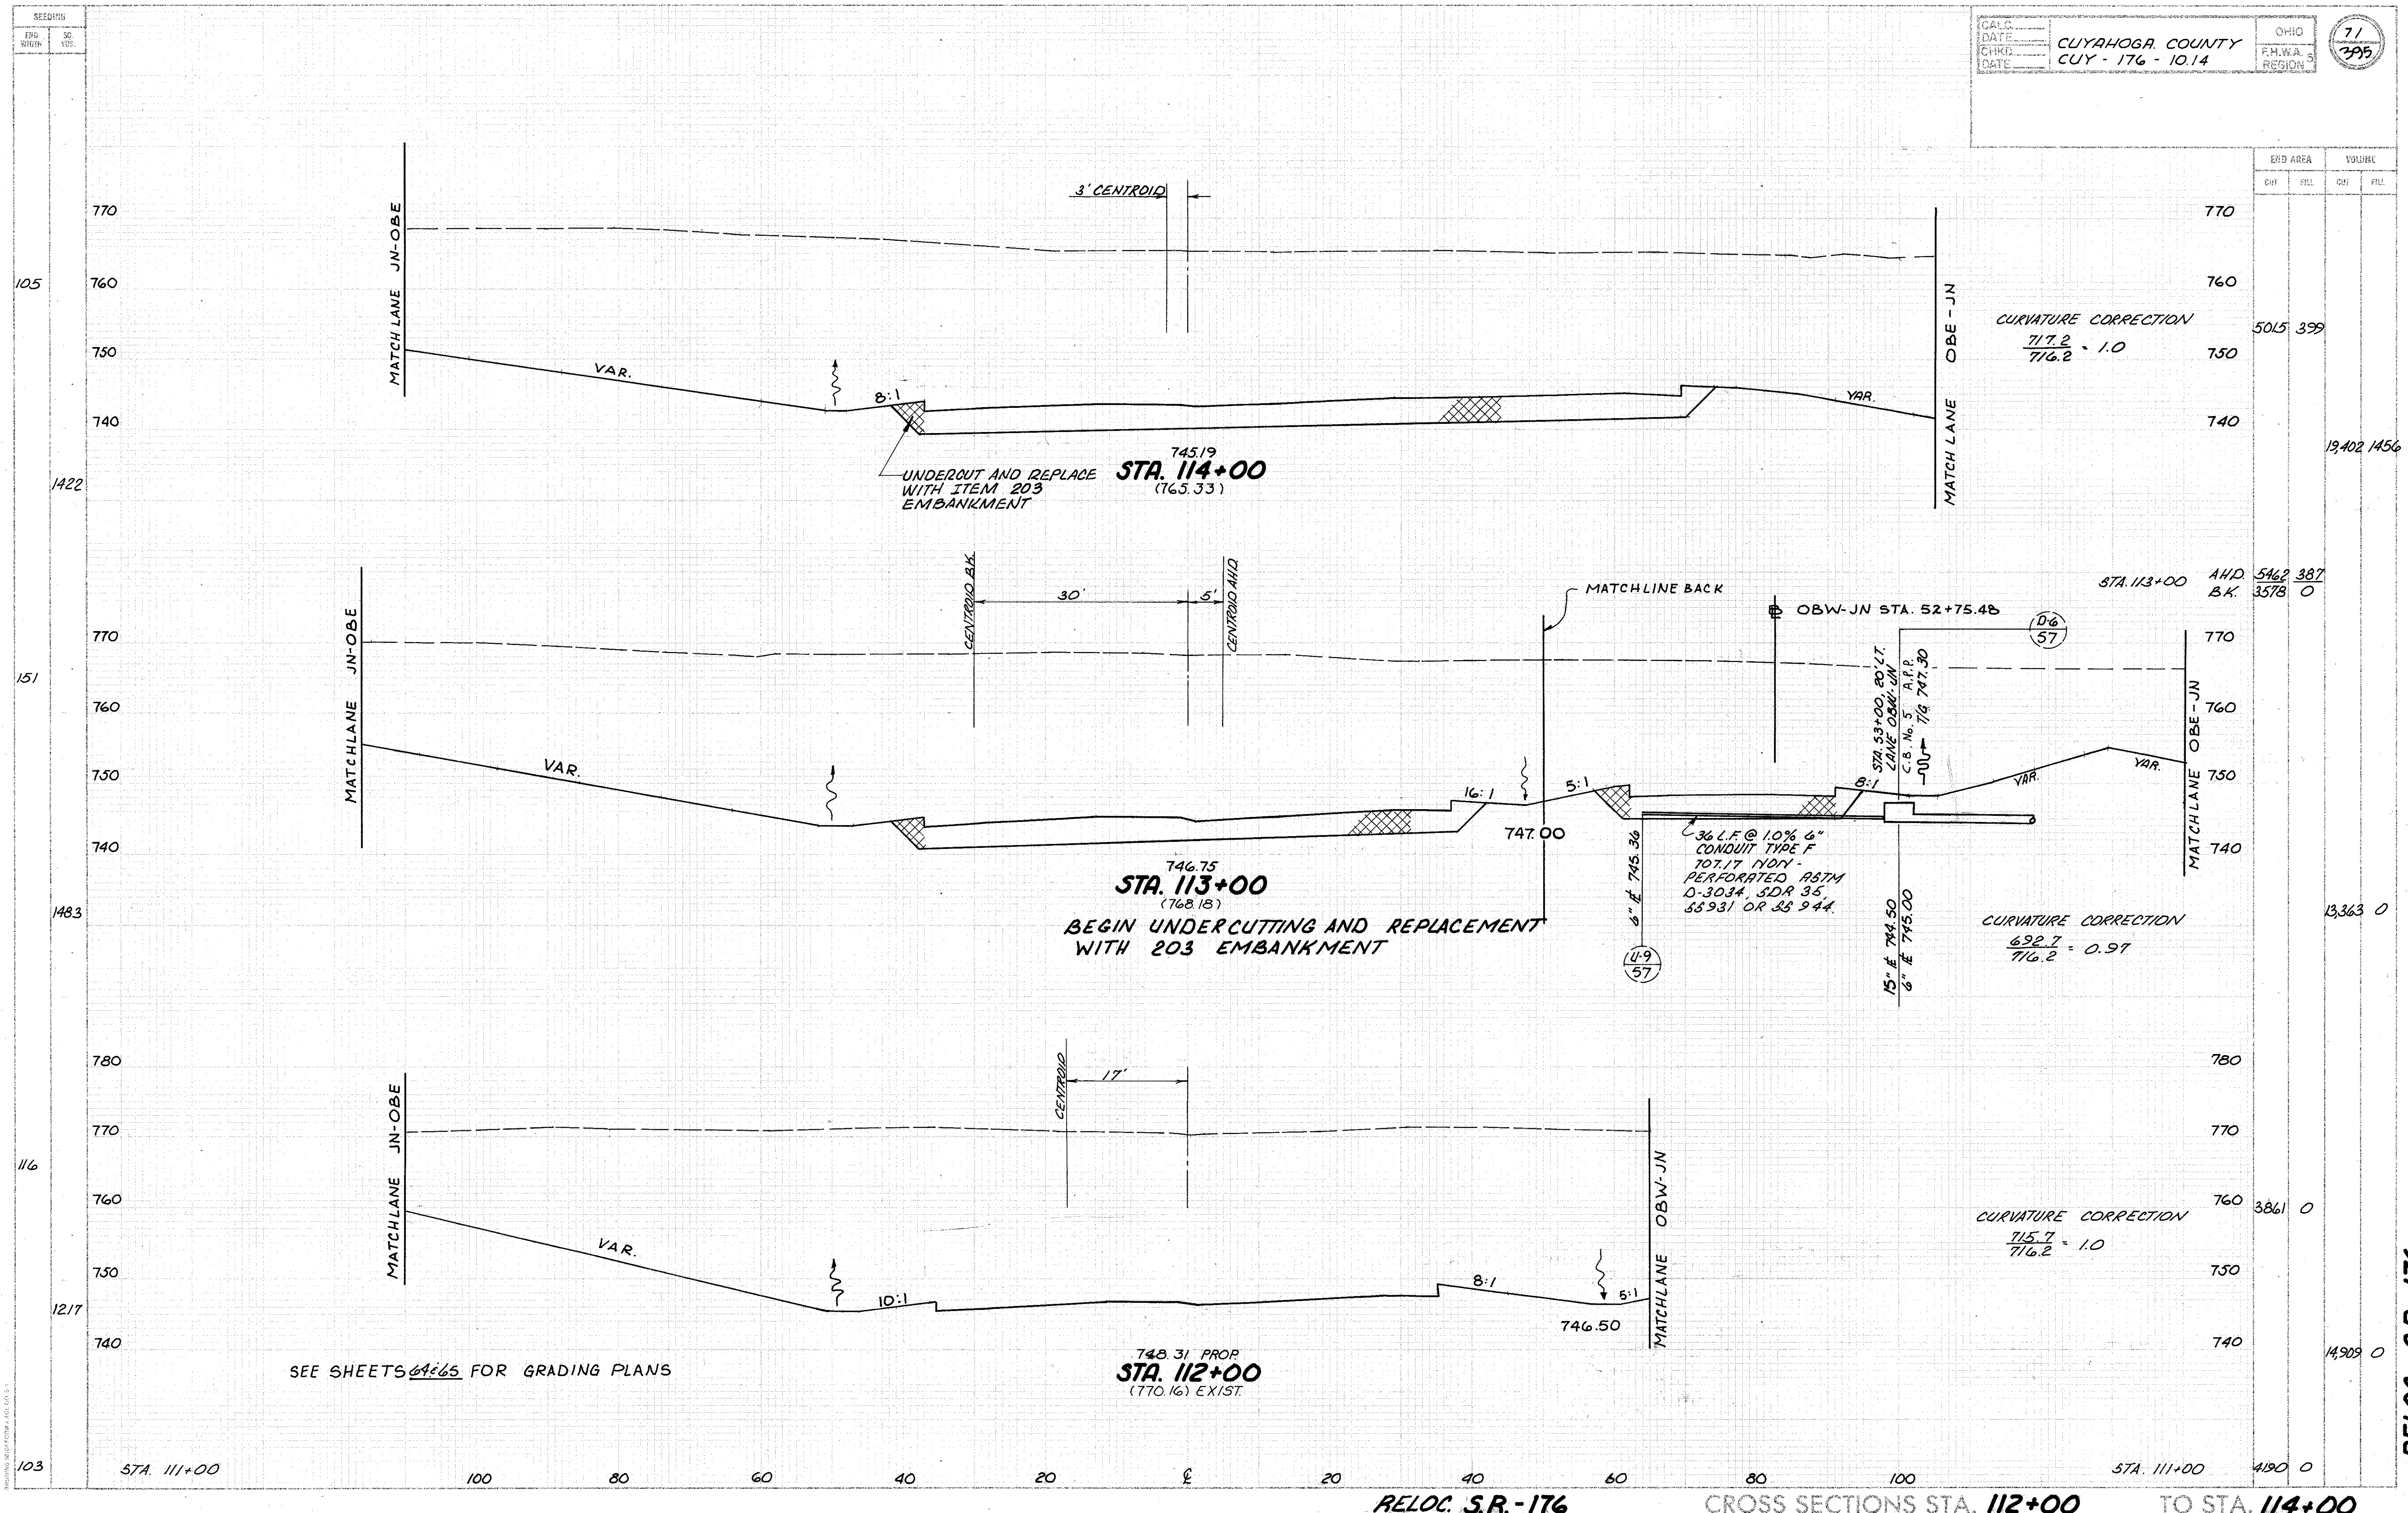 SEEDING
END WIDTH
SQ. YDS.
CALC.
DATE
CHKD.
DATE
CUYAHOGA COUNTY
CUY - 176 - 10.14
OHIO
F.H.W.A. 5
REGION
71
395
END AREA
VOLUME
CUT
FILL
CUT
FILL
3' CENTROID
770
760
750
740
MATCH LANE JN-OBE
VAR.
8:1
VAR.
MATCH LANE OBE-JN
770
760
750
740
CURVATURE CORRECTION
717.2
716.2 = 1.0
105
5015 399
19,402 1456
1422
UNDERCUT AND REPLACE
WITH ITEM 203
EMBANKMENT
745.19
STA. 114+00
(765.33)
CENTROID BK.
30'
5'
CENTROID AHD
MATCHLINE BACK
STA. 113+00
AHD. 5462 387
BK. 3578 0
B OBW-JN STA. 52+75.48
D-6
57
770
760
750
740
151
MATCHLANE JN-OBE
VAR.
16:1
5:1
8:1
VAR.
VAR.
STA. 53+00, 20' LT.
LANE OBW-JN
C.B. No. 5 A.P.P.
T/G 747.30
MATCHLANE OBE-JN
770
760
750
740
747.00
746.75
STA. 113+00
(768.18)
BEGIN UNDERCUTTING AND REPLACEMENT
WITH 203 EMBANKMENT
6" 745.36
U-9
57
36 L.F. @ 1.0% 6"
CONDUIT TYPE F
707.17 NON-
PERFORATED ASTM
D-3034, SDR 35,
SS931 OR SS 944.
15" 744.50
6" 745.00
CURVATURE CORRECTION
692.7
716.2 = 0.97
1483
13,363 0
CENTROID
17'
780
770
760
750
740
MATCHLANE JN-OBE
VAR.
10:1
8:1
5:1
746.50
MATCHLANE OBW-JN
780
770
760
750
740
CURVATURE CORRECTION
715.7
716.2 = 1.0
116
3861 0
1217
14,909 0
748.31 PROP.
STA. 112+00
(770.16) EXIST.
SEE SHEETS 64&65 FOR GRADING PLANS
103
STA. 111+00
100 80 60 40 20 ℄ 20 40 60 80 100
STA. 111+00
4190 0
RELOC. S.R.-176
CROSS SECTIONS STA. 112+00 TO STA. 114+00